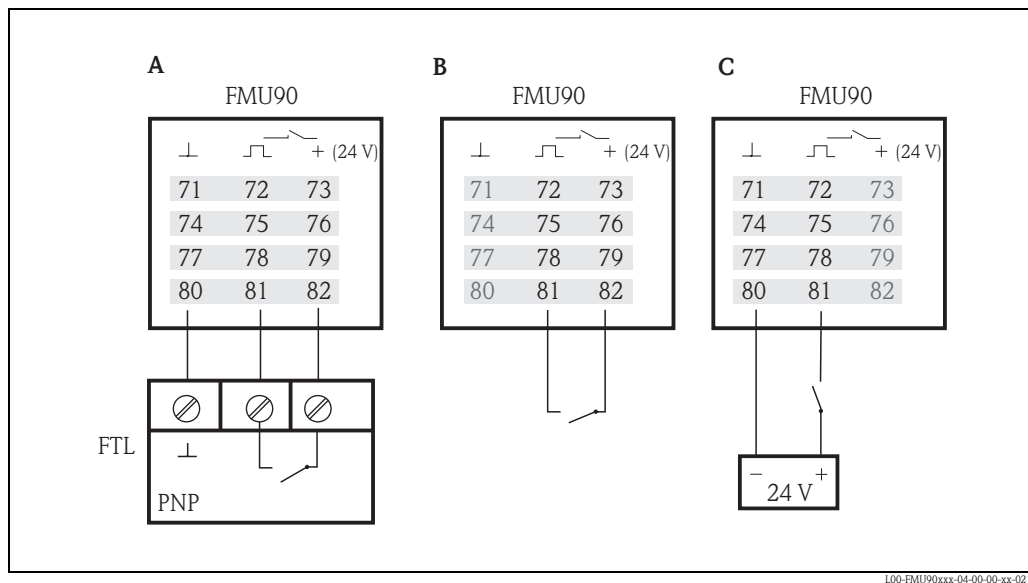 A B C
FMU90 FMU90 FMU90
+ (24 V) + (24 V) + (24 V)
71 72 73 71 72 73 71 72 73
74 75 76 74 75 76 74 75 76
77 78 79 77 78 79 77 78 79
80 81 82 80 81 82 80 81 82
FTL
PNP
- +
24 V
L00-FMU90xxx-04-00-00-xx-02